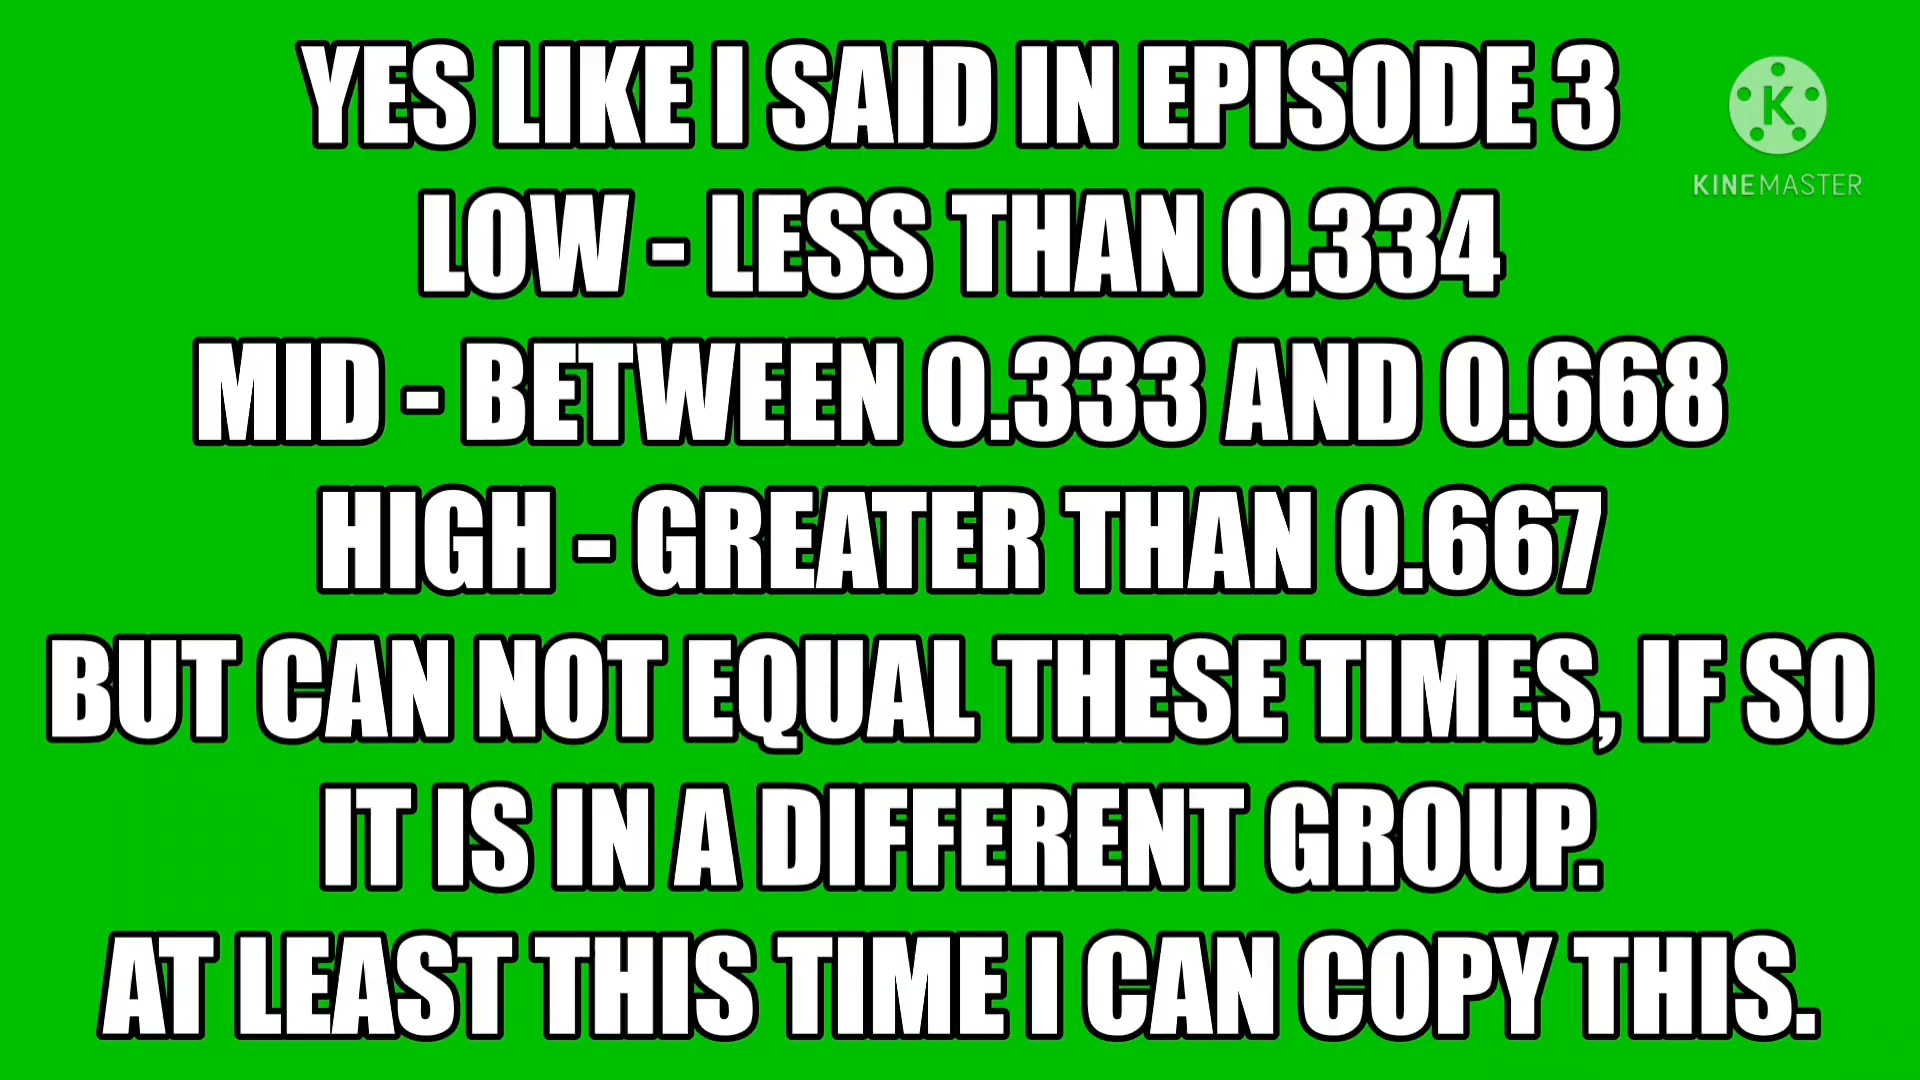 YES LIKE I SAID IN EPISODE 3
LOW - LESS THAN 0.334
MID - BETWEEN 0.333 AND 0.668
HIGH - GREATER THAN 0.667
BUT CAN NOT EQUAL THESE TIMES, IF SO
IT IS IN A DIFFERENT GROUP.
AT LEAST THIS TIME I CAN COPY THIS.
K
KINEMASTER